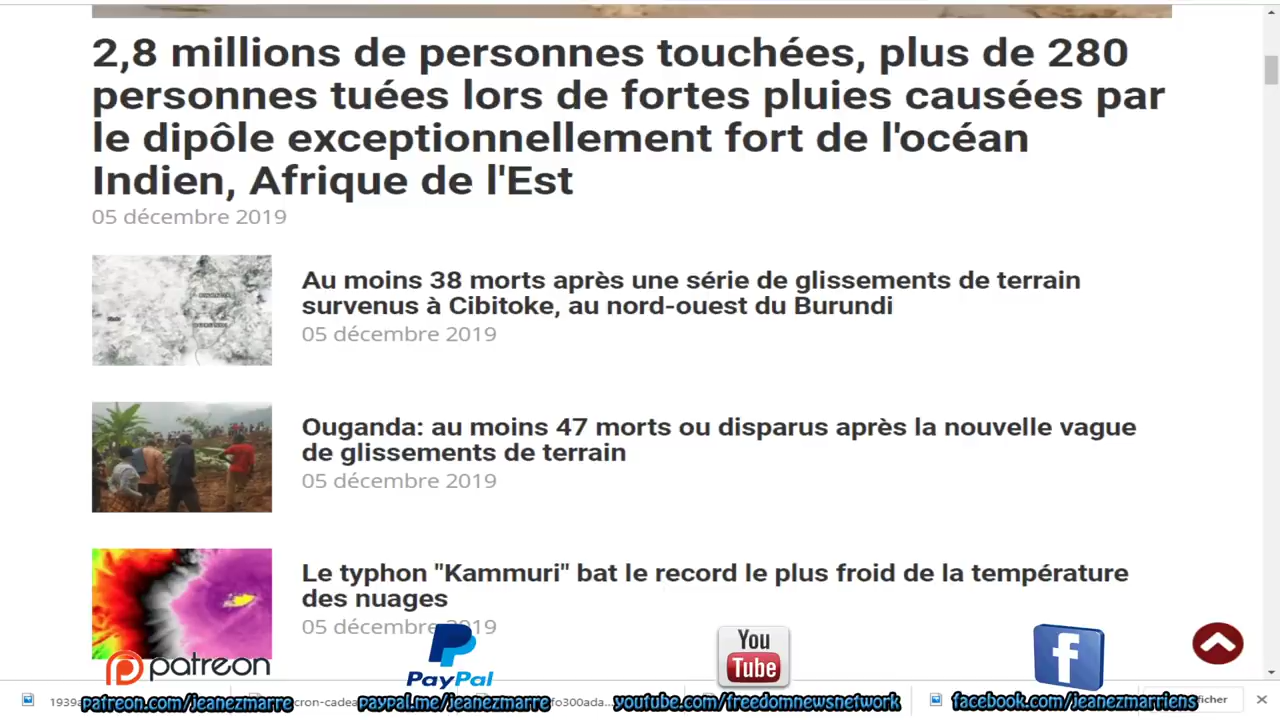 2,8 millions de personnes touchées, plus de 280
personnes tuées lors de fortes pluies causées par
le dipôle exceptionnellement fort de l'océan
Indien, Afrique de l'Est
05 décembre 2019
Au moins 38 morts après une série de glissements de terrain
survenus à Cibitoke, au nord-ouest du Burundi
05 décembre 2019
Ouganda: au moins 47 morts ou disparus après la nouvelle vague
de glissements de terrain
05 décembre 2019
Le typhon "Kammuri" bat le record le plus froid de la température
des nuages
05 décembre 2019
patreon
PayPal
You
Tube
f
patreon.com/jeanezmarre
paypal.me/jeanezmarre
youtube.com/freedomnewsnetwork
facebook.com/jeanezmarriens